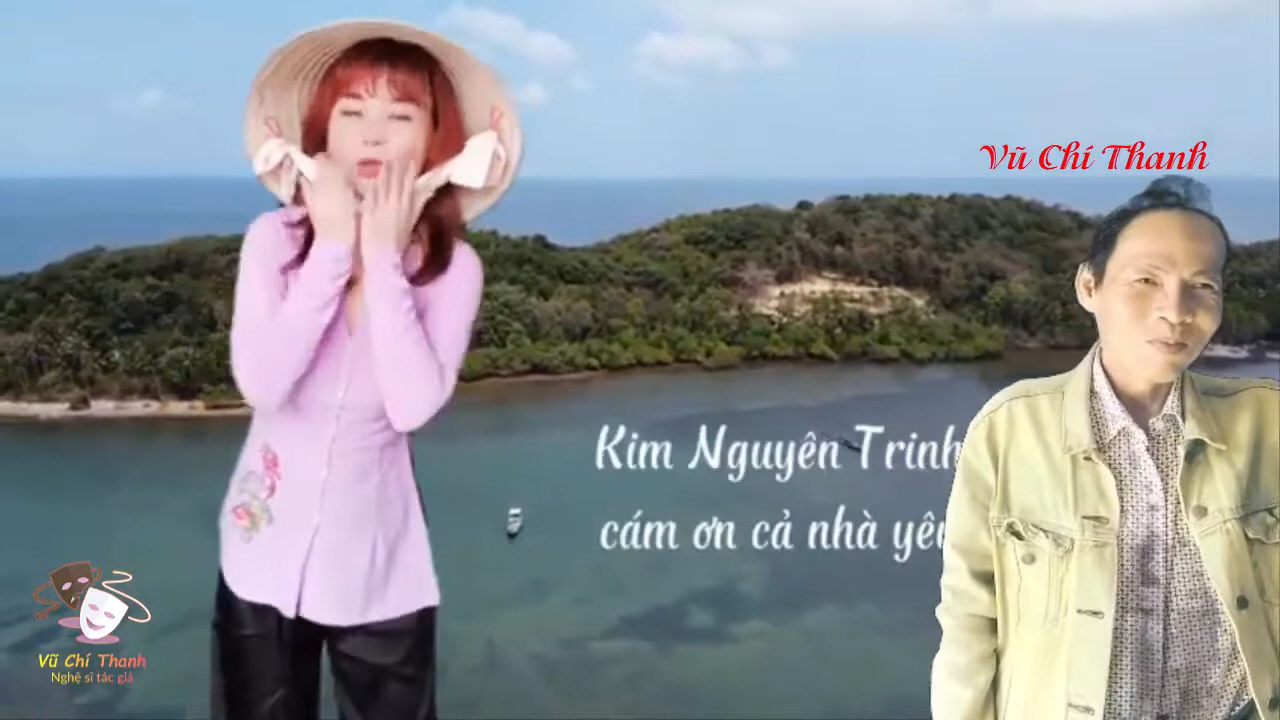 Vũ Chí Thanh
Kim Nguyên Trinh
cám ơn cả nhà yêu
Vũ Chí Thanh
Nghệ sĩ tác giả